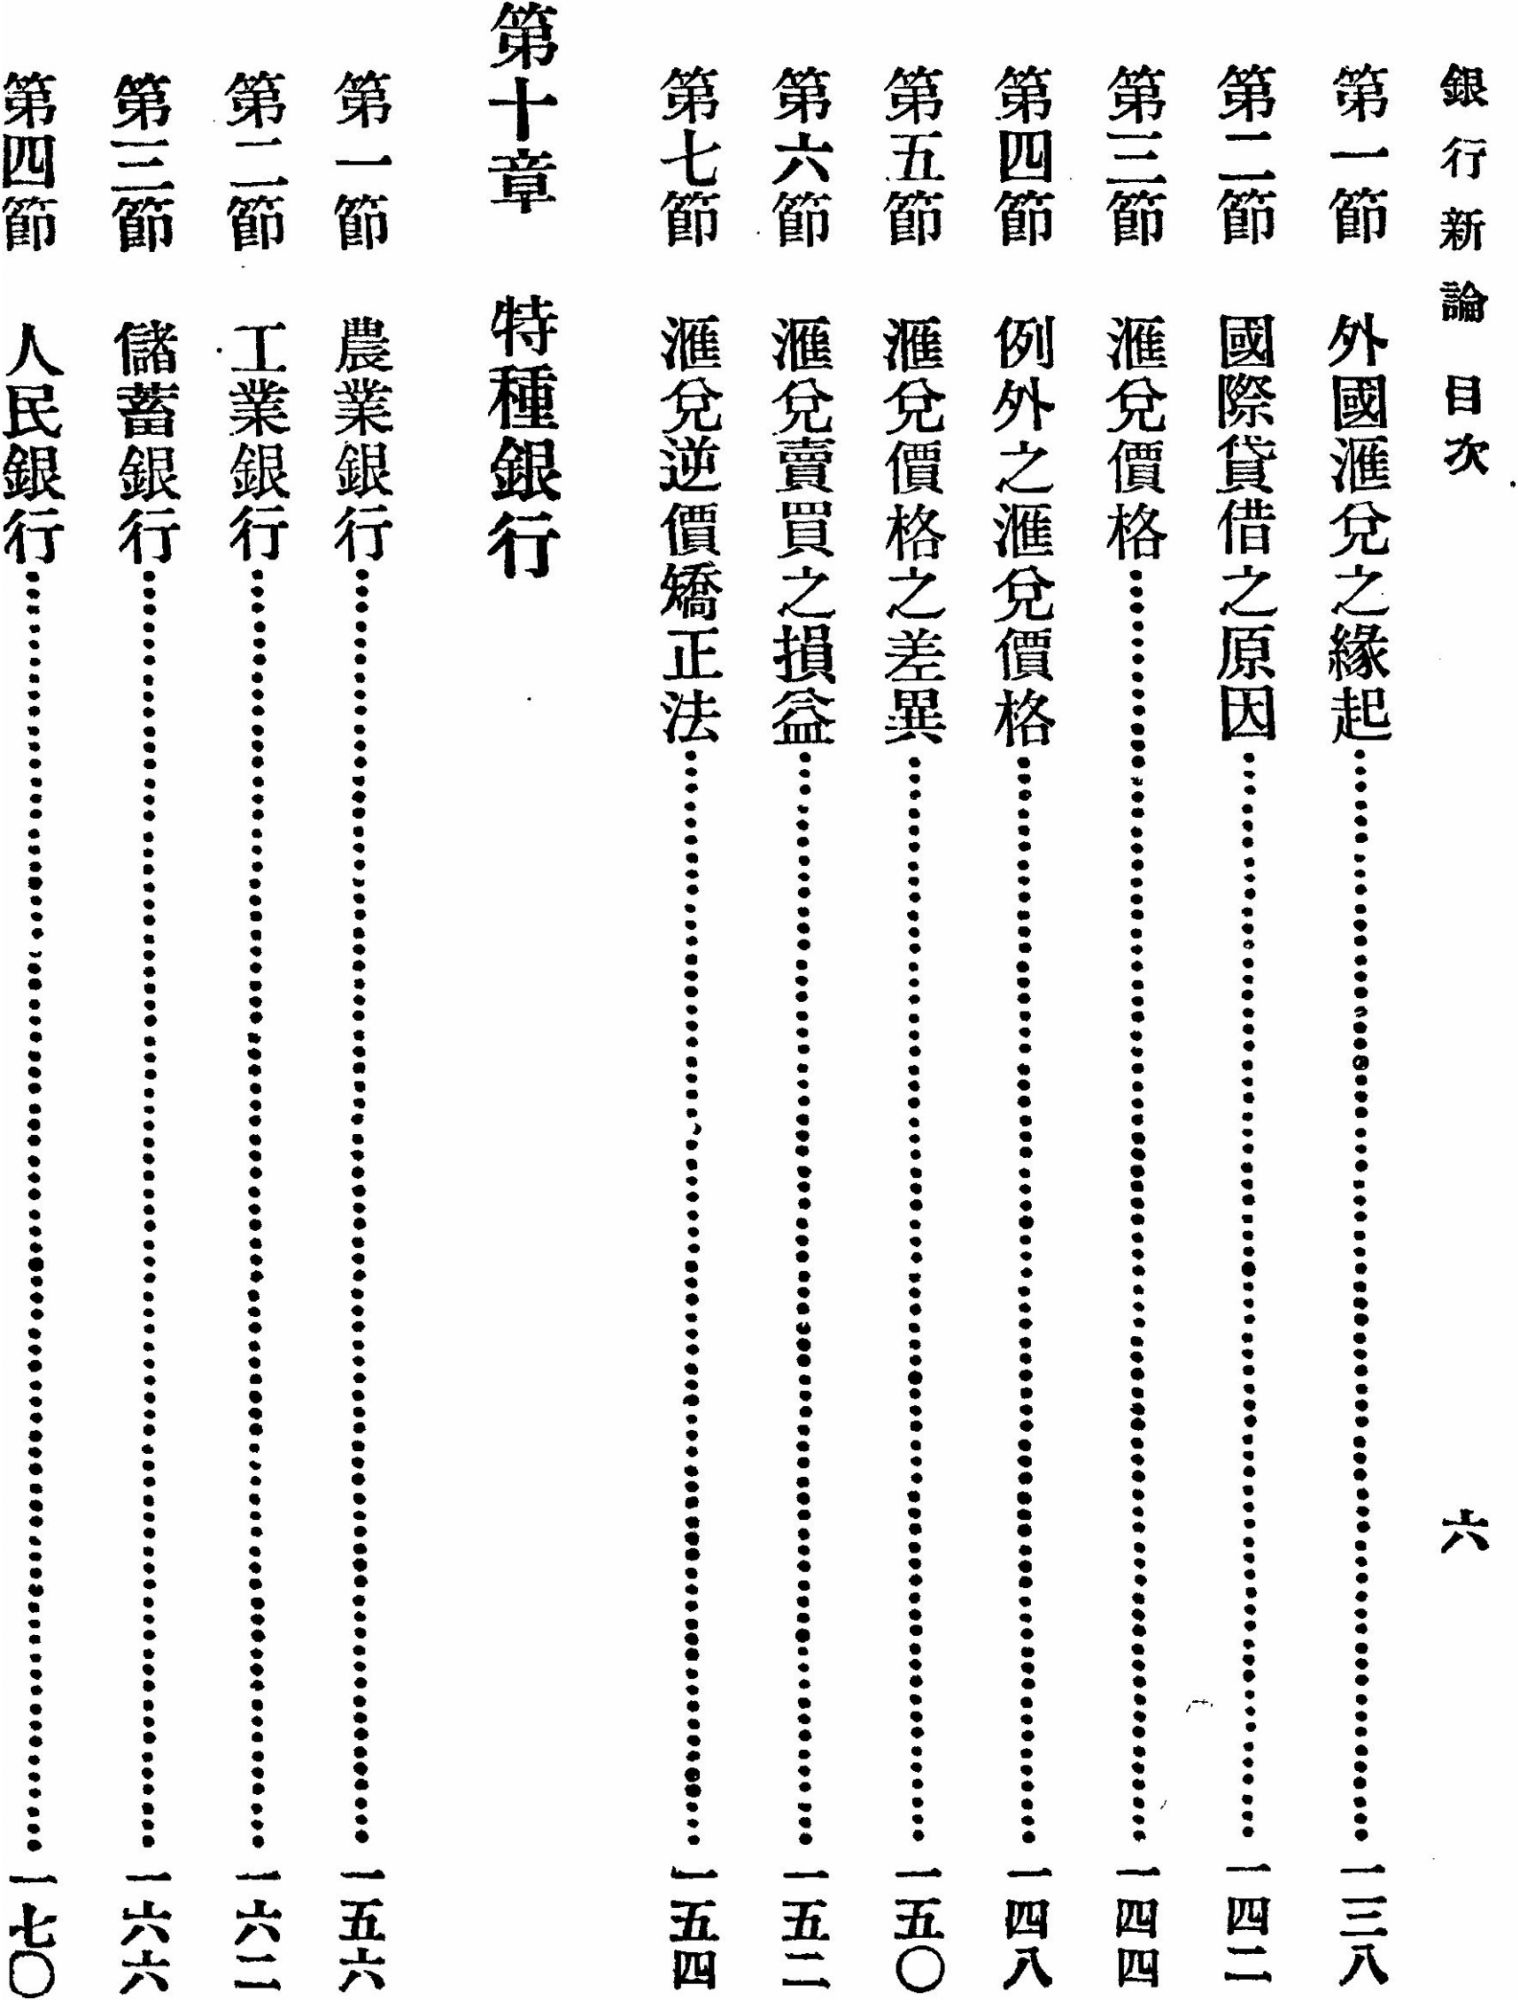 銀行新論 目次 六
第一節 外國滙兌之緣起……一三八
第二節 國際貸借之原因……一四二
第三節 滙兌價格……一四四
第四節 例外之滙兌價格……一四八
第五節 滙兌價格之差異……一五〇
第六節 滙兌賣買之損益……一五二
第七節 滙兌逆價矯正法……一五四
第十章 特種銀行
第一節 農業銀行……一五六
第二節 工業銀行……一六二
第三節 儲蓄銀行……一六六
第四節 人民銀行……一七〇